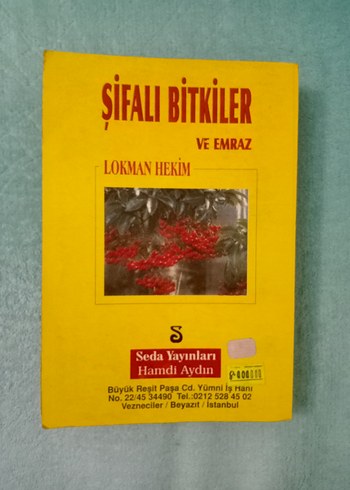 ŞİFALI BİTKİLER
VE EMRAZ
LOKMAN HEKİM
S
Seda Yayınları
Hamdi Aydın
Büyük Reşit Paşa Cd. Yümni İş Hanı
No. 22/45 34490 Tel.:0212 528 45 02
Vezneciler / Beyazıt / İstanbul